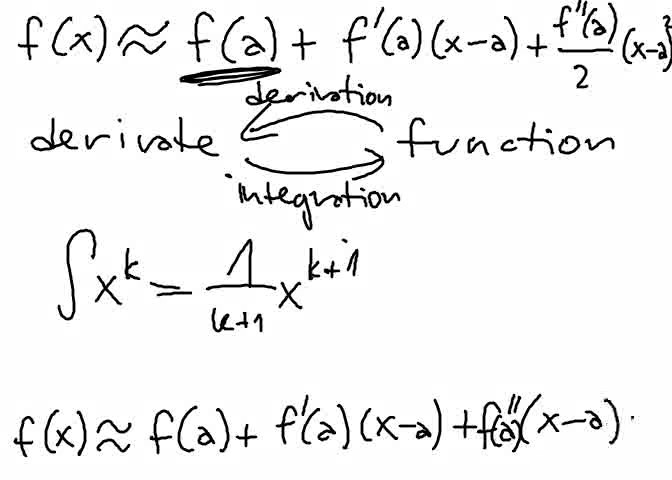 f(x) ≈ f(a) + f'(a)(x-a) + f''(a)/2 (x-a)²
derivation
derivate function
integration
∫x^k = 1/(k+1) x^(k+1)
f(x) ≈ f(a) + f'(a)(x-a) + f''(a)(x-a) ·